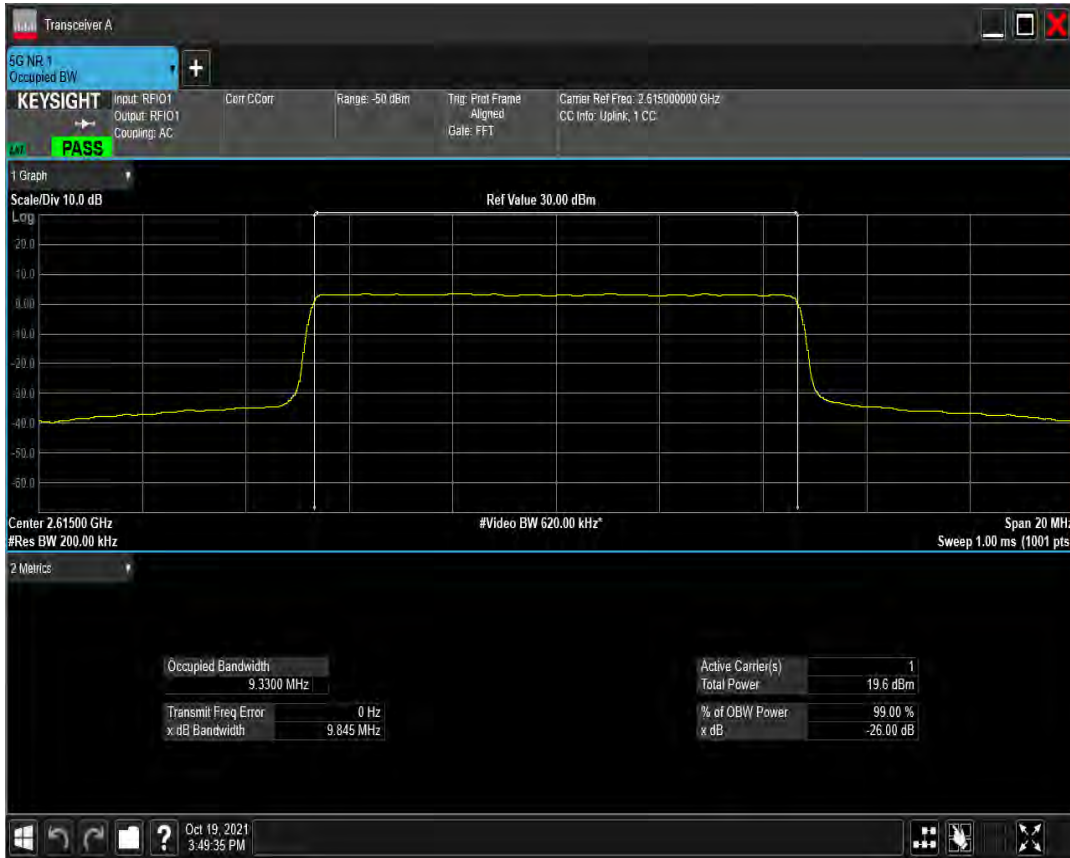 Transceiver A
5G NR 1
Occupied BW
KEYSIGHT
PASS
Input: RFIO1
Output: RFIO1
Coupling: AC
Corr CCorr
Range: -50 dBm
Trig: Prot Frame
Aligned
Gate: FFT
Carrier Ref Freq: 2.615000000 GHz
CC Info: Uplink, 1 CC
1 Graph
Scale/Div 10.0 dB
Ref Value 30.00 dBm
Log
20.0
10.0
0.00
-10.0
-20.0
-30.0
-40.0
-50.0
-60.0
Center 2.61500 GHz
#Video BW 620.00 kHz*
Span 20 MHz
#Res BW 200.00 kHz
Sweep 1.00 ms (1001 pts
2 Metrics
Occupied Bandwidth
9.3300 MHz
Transmit Freq Error 0 Hz
x dB Bandwidth 9.845 MHz
Active Carrier(s) 1
Total Power 19.6 dBm
% of OBW Power 99.00 %
x dB -26.00 dB
Oct 19, 2021
3:49:35 PM